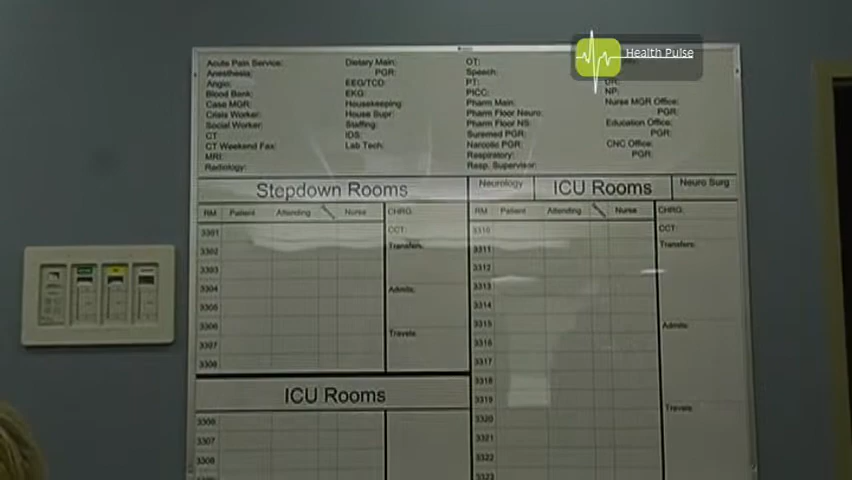 Health Pulse
Acute Pain Service:
Anesthesia:
Angio:
Blood Bank:
Case MGR:
Crisis Worker:
Social Worker:
CT
CT Weekend Fax:
MRI:
Radiology:
Dietary Main:
PGR:
EEG/TCD:
EKG:
Housekeeping
House Supr:
Staffing:
IDS:
Lab Tech:
OT:
Speech:
PT:
PICC:
Pharm Main:
Pharm Floor Neuro:
Pharm Floor NS:
Suremed PGR:
Narcotic PGR:
Respiratory:
Resp. Supervisor:
NP:
Nurse MGR Office:
PGR:
Education Office:
PGR:
CNC Office:
PGR:
Stepdown Rooms
RM Patient Attending Nurse CHRG:
CCT:
Transfers:
Admits:
Travels:
3301
3302
3303
3304
3305
3306
3307
3308
ICU Rooms
3306
3307
3308
Neurology ICU Rooms Neuro Surg
RM Patient Attending Nurse CHRG:
CCT:
Transfers:
Admits:
Travels:
3310
3311
3312
3313
3314
3315
3316
3317
3318
3319
3320
3321
3322